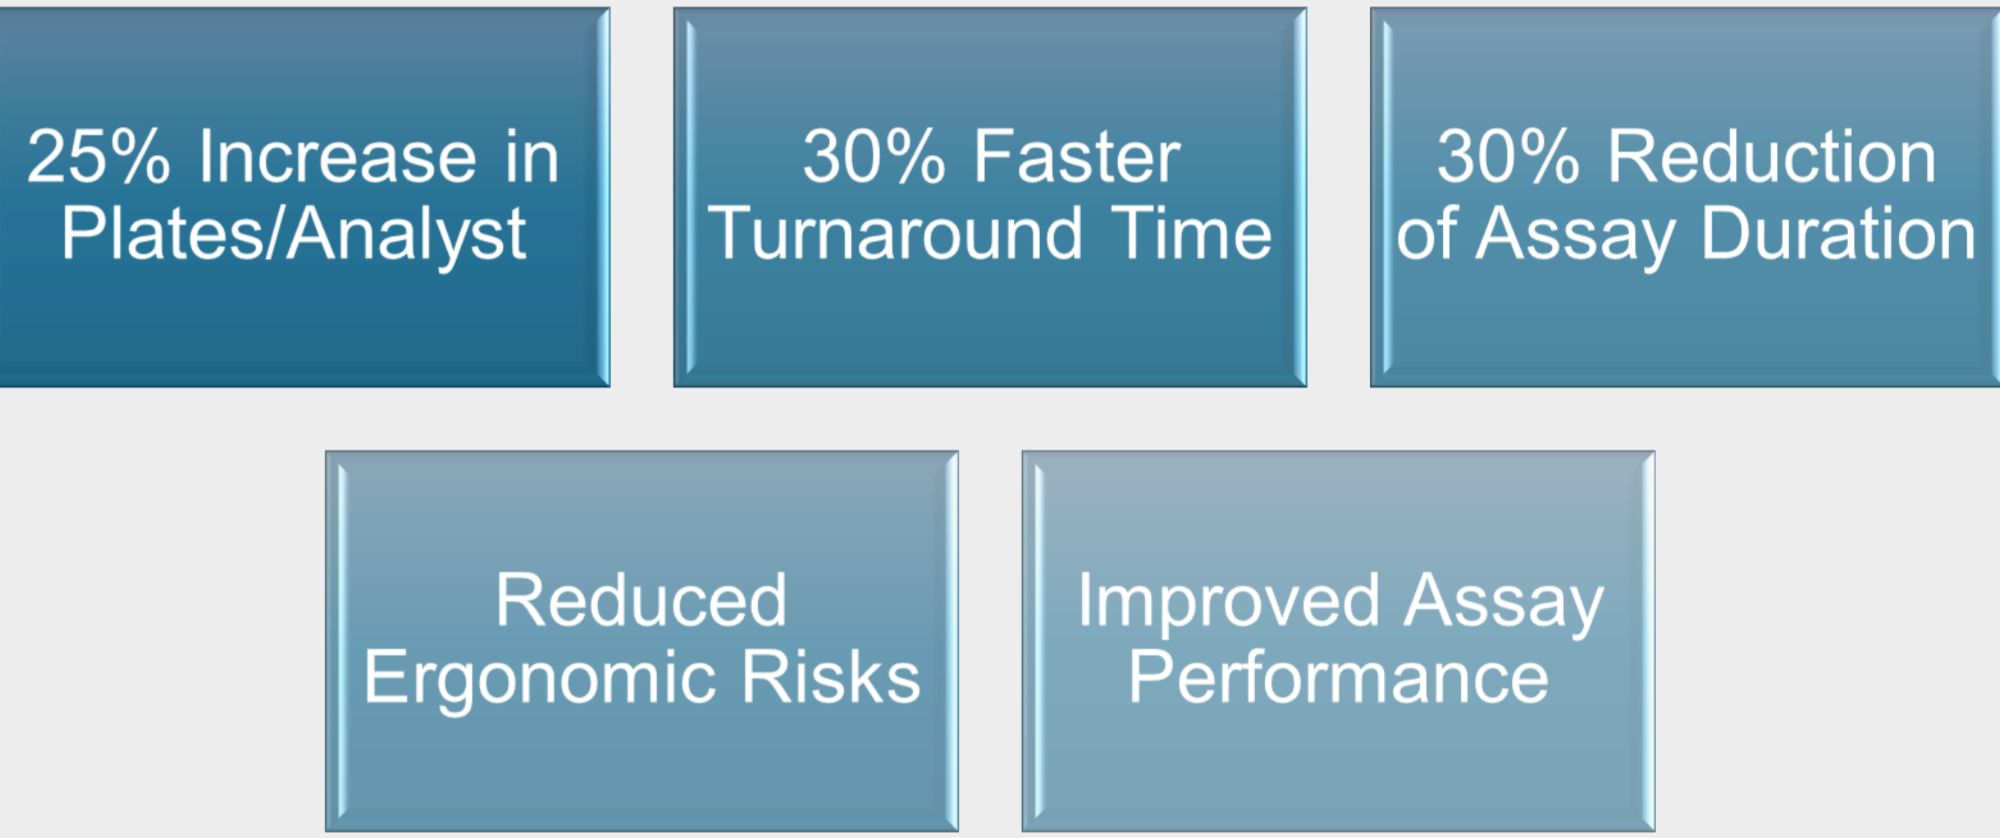 25% Increase in
Plates/Analyst
30% Faster
Turnaround Time
30% Reduction
of Assay Duration
Reduced
Ergonomic Risks
Improved Assay
Performance